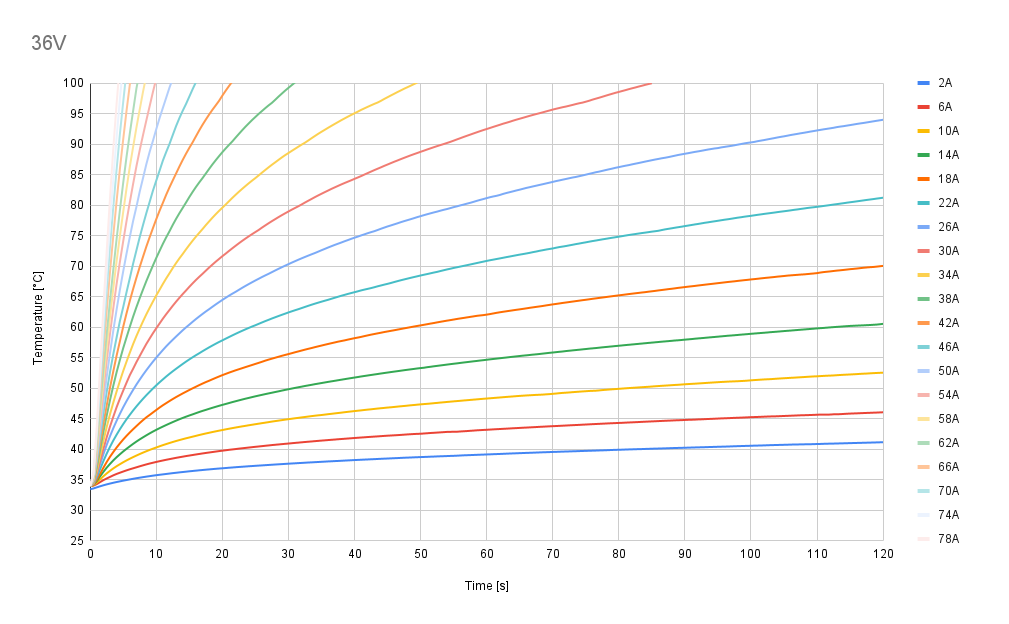 36V
100
95
90
85
80
75
70
65
60
55
50
45
40
35
30
25
Temperature [°C]
0 10 20 30 40 50 60 70 80 90 100 110 120
Time [s]
2A
6A
10A
14A
18A
22A
26A
30A
34A
38A
42A
46A
50A
54A
58A
62A
66A
70A
74A
78A